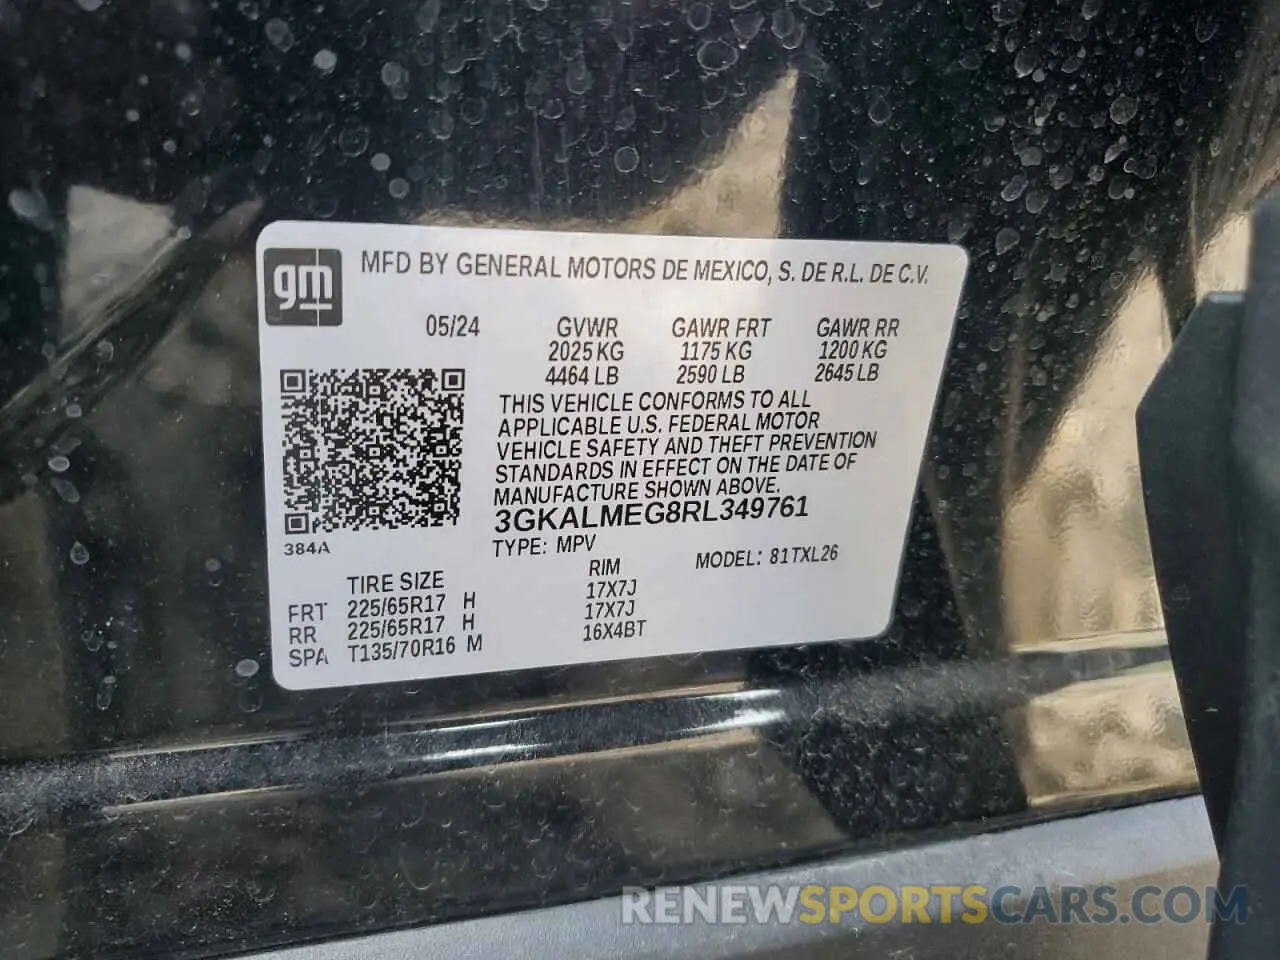 gm
MFD BY GENERAL MOTORS DE MEXICO, S. DE R.L. DE C.V.
05/24 GVWR GAWR FRT GAWR RR
2025 KG 1175 KG 1200 KG
4464 LB 2590 LB 2645 LB
THIS VEHICLE CONFORMS TO ALL
APPLICABLE U.S. FEDERAL MOTOR
VEHICLE SAFETY AND THEFT PREVENTION
STANDARDS IN EFFECT ON THE DATE OF
MANUFACTURE SHOWN ABOVE.
3GKALMEG8RL349761
384A
TYPE: MPV MODEL: 81TXL26
TIRE SIZE RIM
FRT 225/65R17 H 17X7J
RR 225/65R17 H 17X7J
SPA T135/70R16 M 16X4BT
RENEWSPORTSCARS.COM